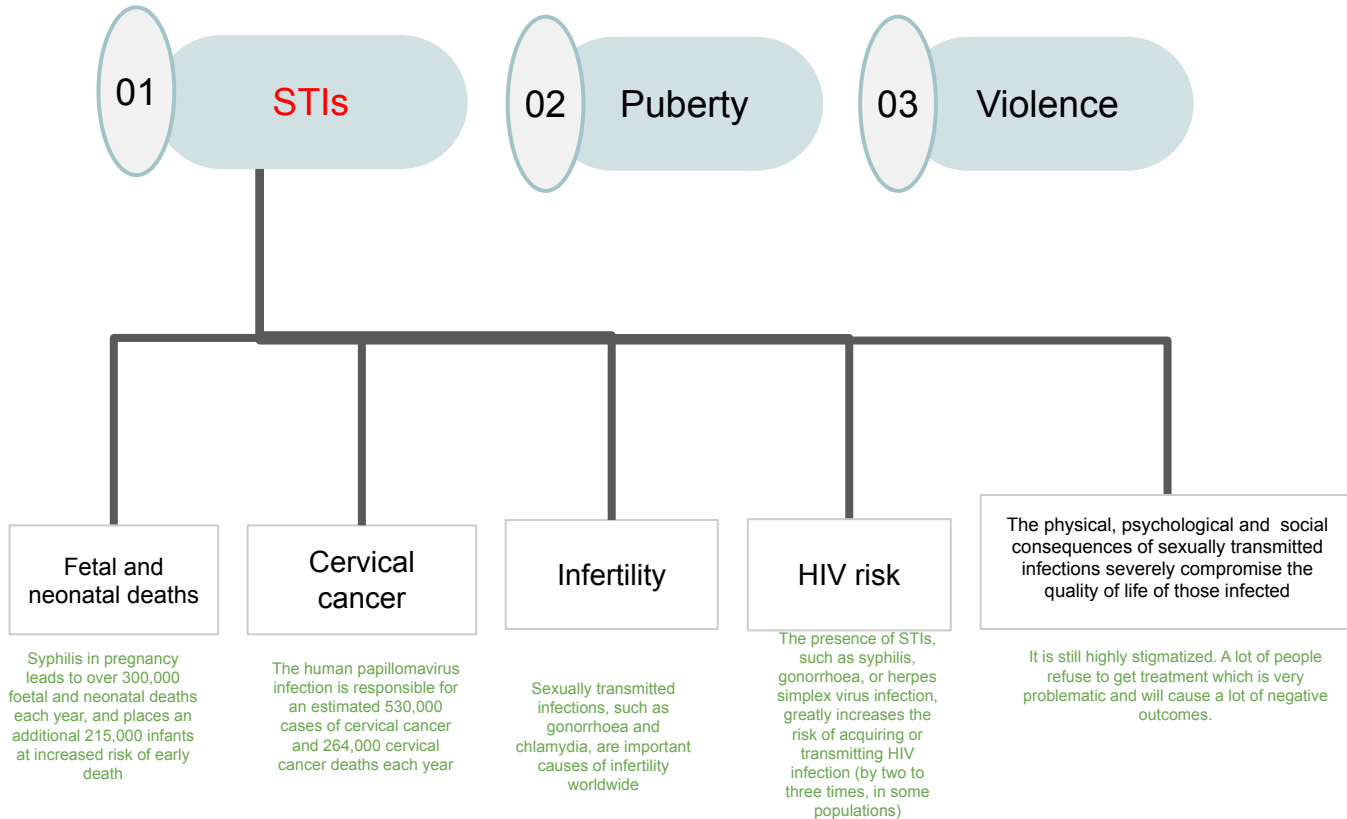 01
STIs
02
Puberty
03
Violence
Fetal and
neonatal deaths
Syphilis in pregnancy
leads to over 300,000
foetal and neonatal deaths
each year, and places an
additional 215,000 infants
at increased risk of early
death
Cervical
cancer
The human papillomavirus
infection is responsible for
an estimated 530,000
cases of cervical cancer
and 264,000 cervical
cancer deaths each year
Infertility
Sexually transmitted
infections, such as
gonorrhoea and
chlamydia, are important
causes of infertility
worldwide
HIV risk
The presence of STIs,
such as syphilis,
gonorrhoea, or herpes
simplex virus infection,
greatly increases the
risk of acquiring or
transmitting HIV
infection (by two to
three times, in some
populations)
The physical, psychological and social
consequences of sexually transmitted
infections severely compromise the
quality of life of those infected
It is still highly stigmatized. A lot of people
refuse to get treatment which is very
problematic and will cause a lot of negative
outcomes.